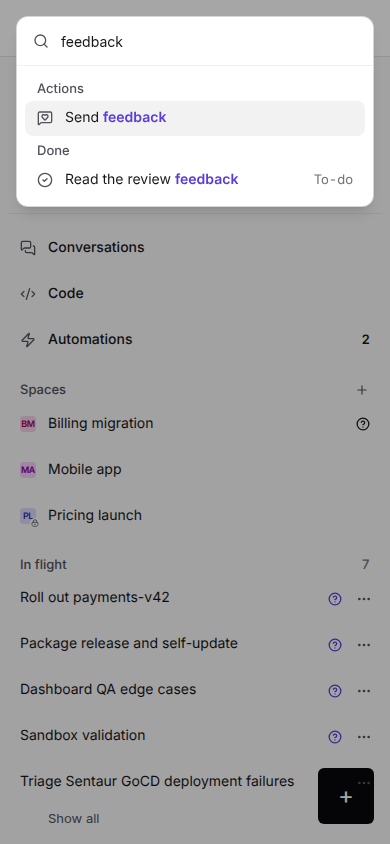 feedback
Actions
Send feedback
Done
Read the review feedback To-do
Conversations
Code
Automations 2
Spaces
BM Billing migration
MA Mobile app
PL Pricing launch
In flight 7
Roll out payments-v42
Package release and self-update
Dashboard QA edge cases
Sandbox validation
Triage Sentaur GoCD deployment failures
Show all